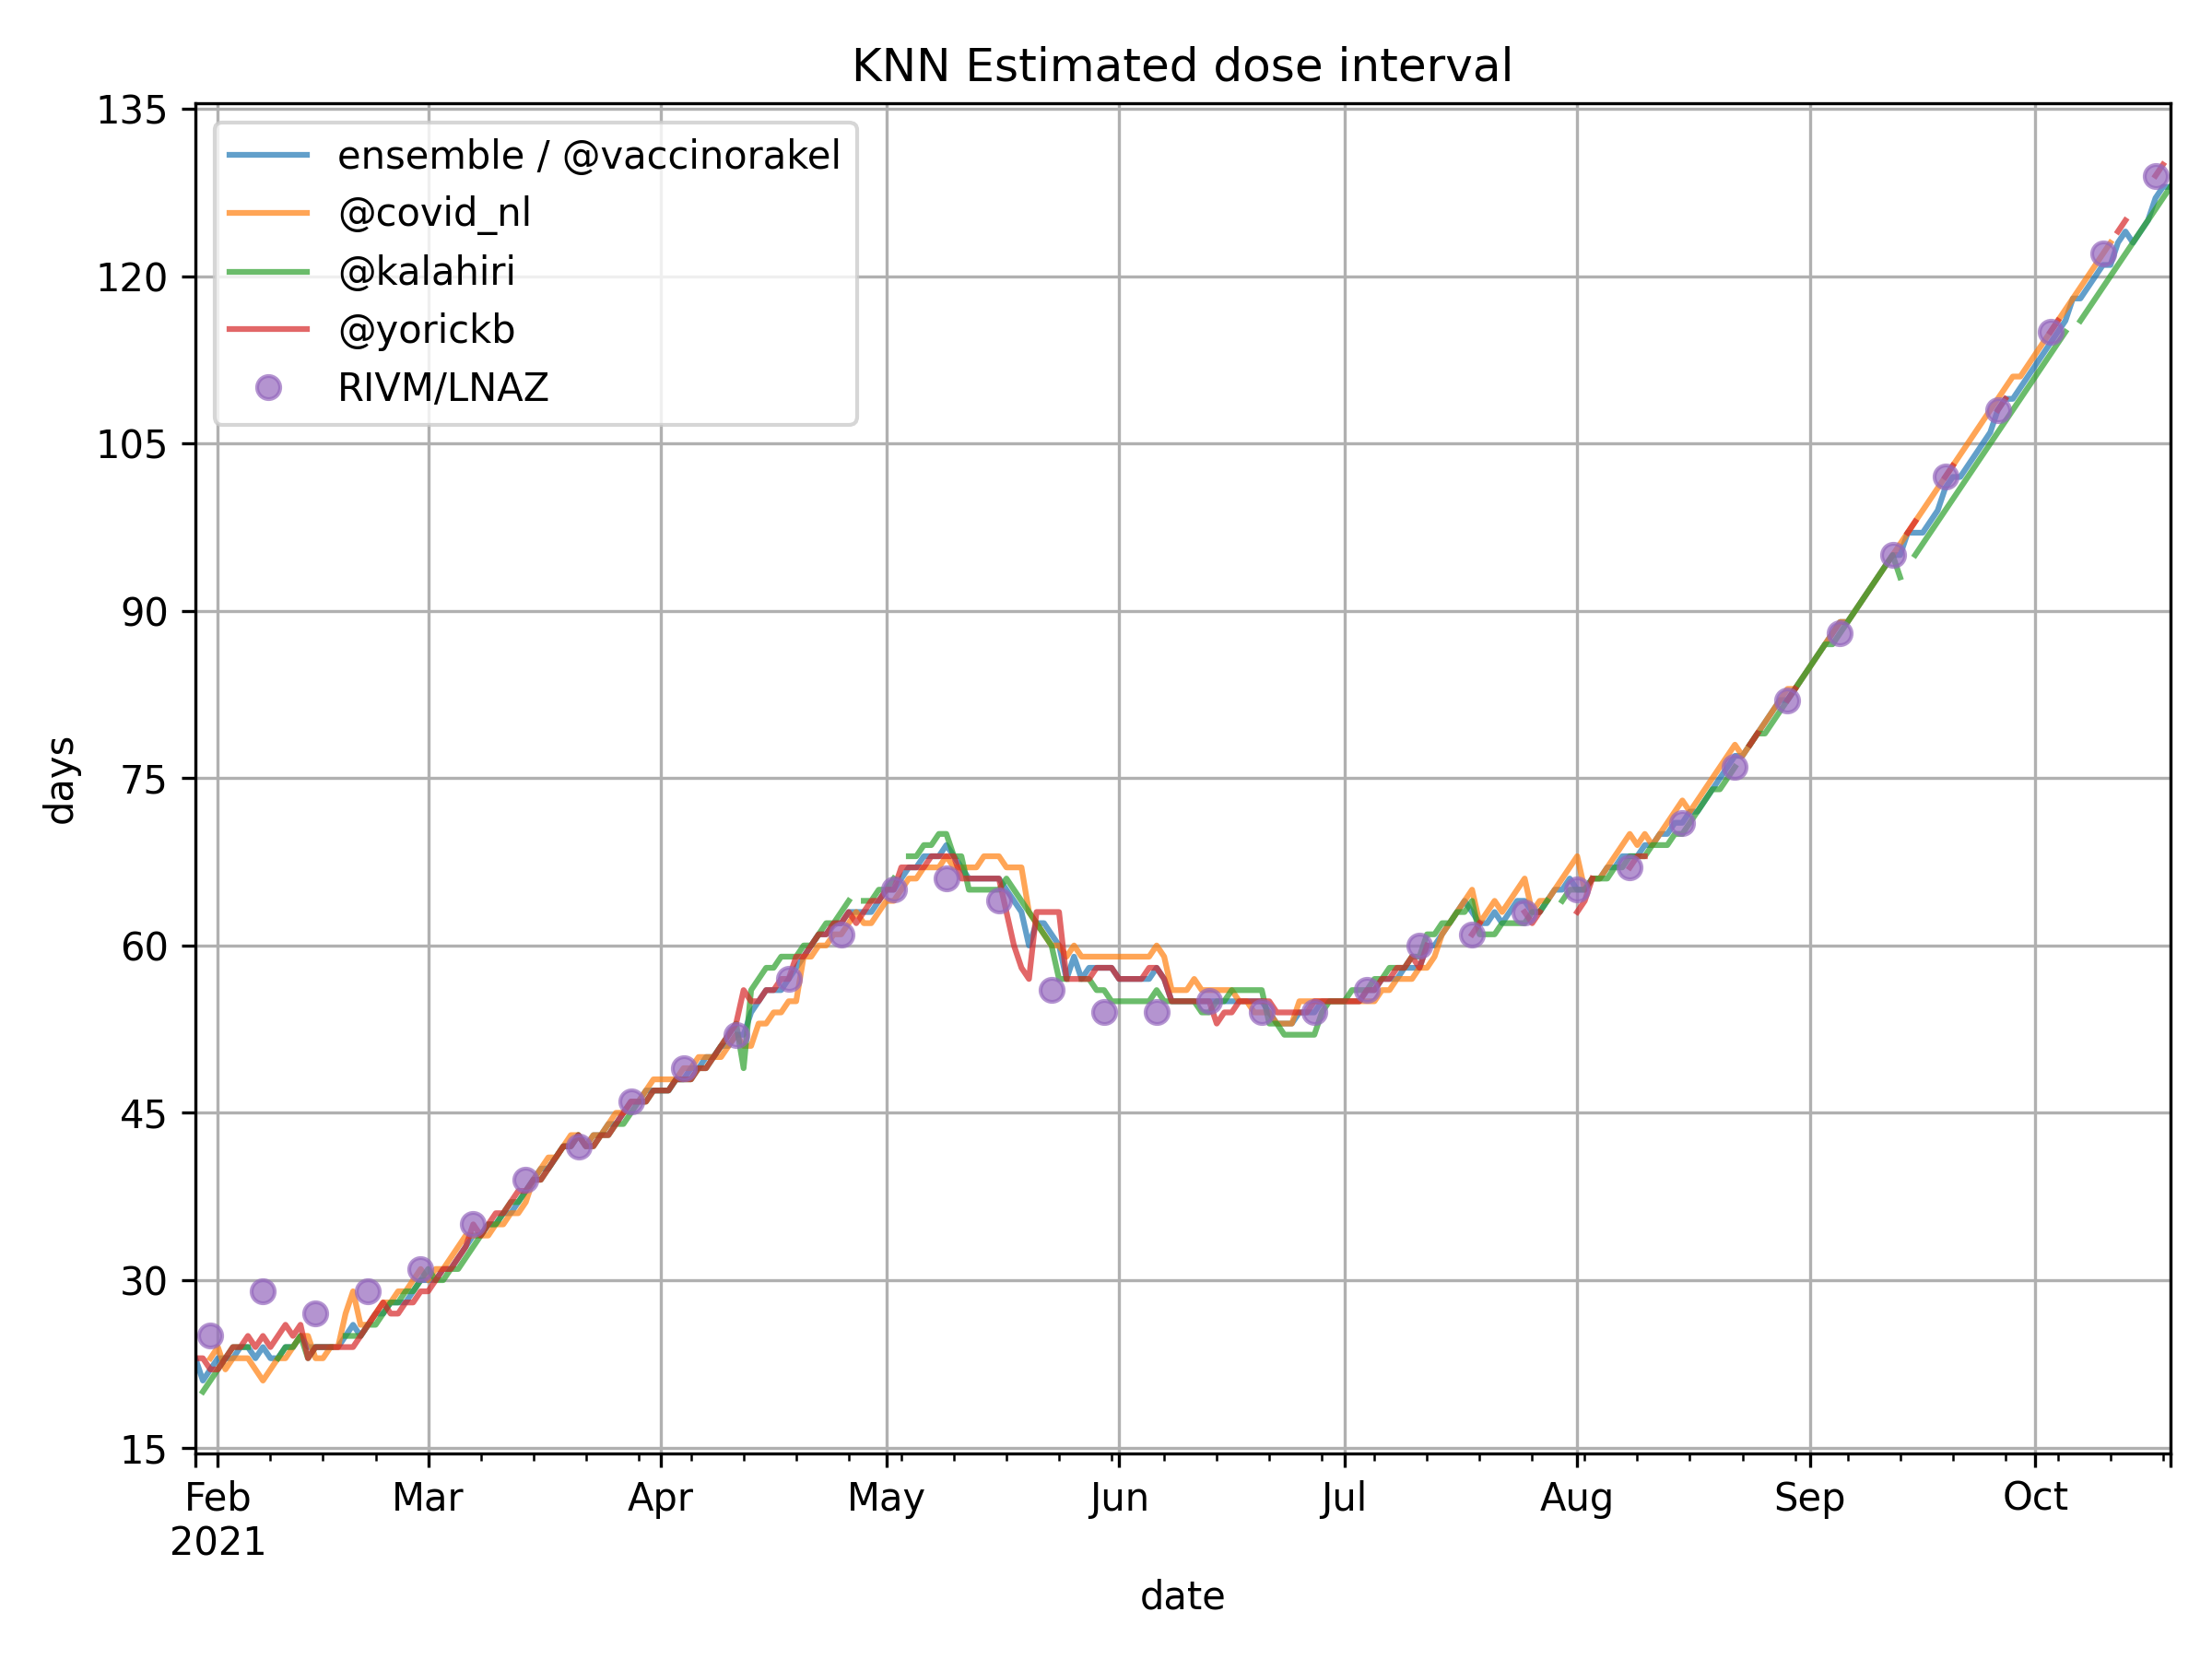 KNN Estimated dose interval
135
120
105
90
75
60
45
30
15
days
ensemble / @vaccinorakel
@covid_nl
@kalahiri
@yorickb
RIVM/LNAZ
Feb Mar Apr May Jun Jul Aug Sep Oct
2021
date